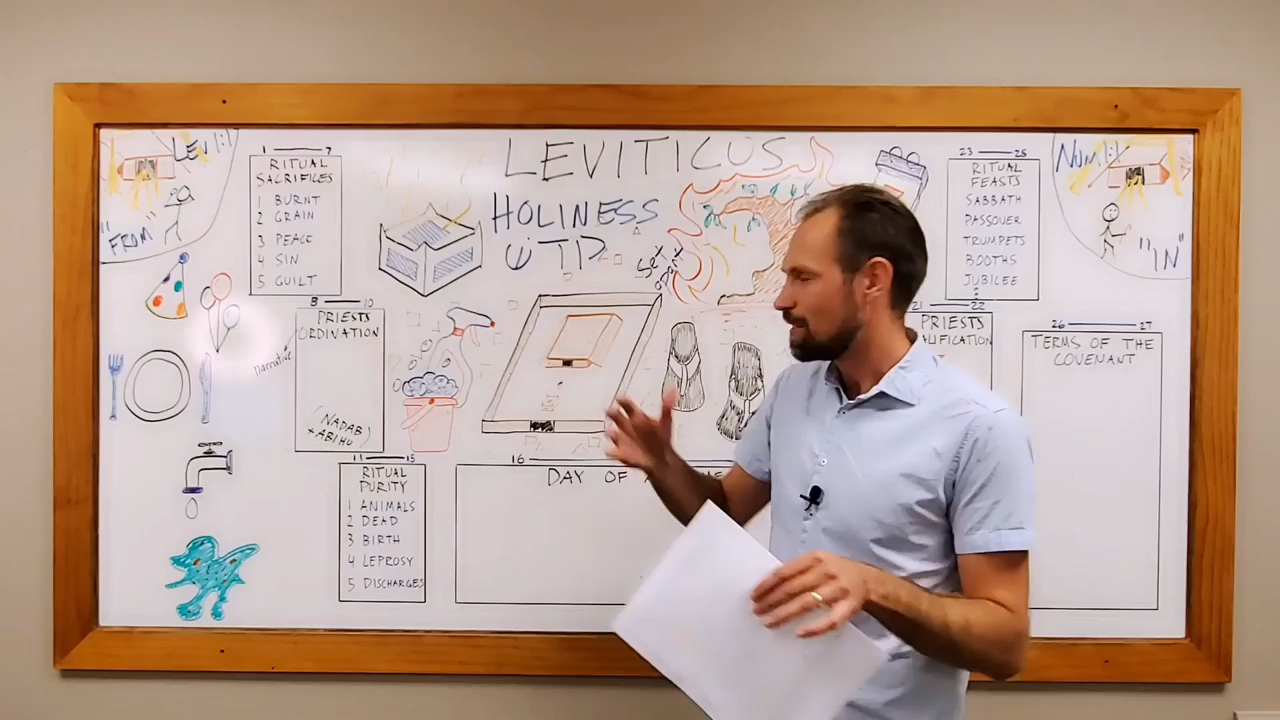 LEV 1:1
"FROM"
1 7
RITUAL
SACRIFICES
1 BURNT
2 GRAIN
3 PEACE
4 SIN
5 GUILT
LEVITICUS
HOLINESS
Set
apart
23 25
RITUAL
FEASTS
SABBATH
PASSOVER
TRUMPETS
BOOTHS
JUBILEE
NUM 1:1
"IN"
8 10
PRIESTS
ORDINATION
Narrative
(NADAB
+ ABIHU)
21 22
PRIESTS
ALIFICATION
26 27
TERMS OF THE
COVENANT
11 15
RITUAL
PURITY
1 ANIMALS
2 DEAD
3 BIRTH
4 LEPROSY
5 DISCHARGES
16
DAY OF